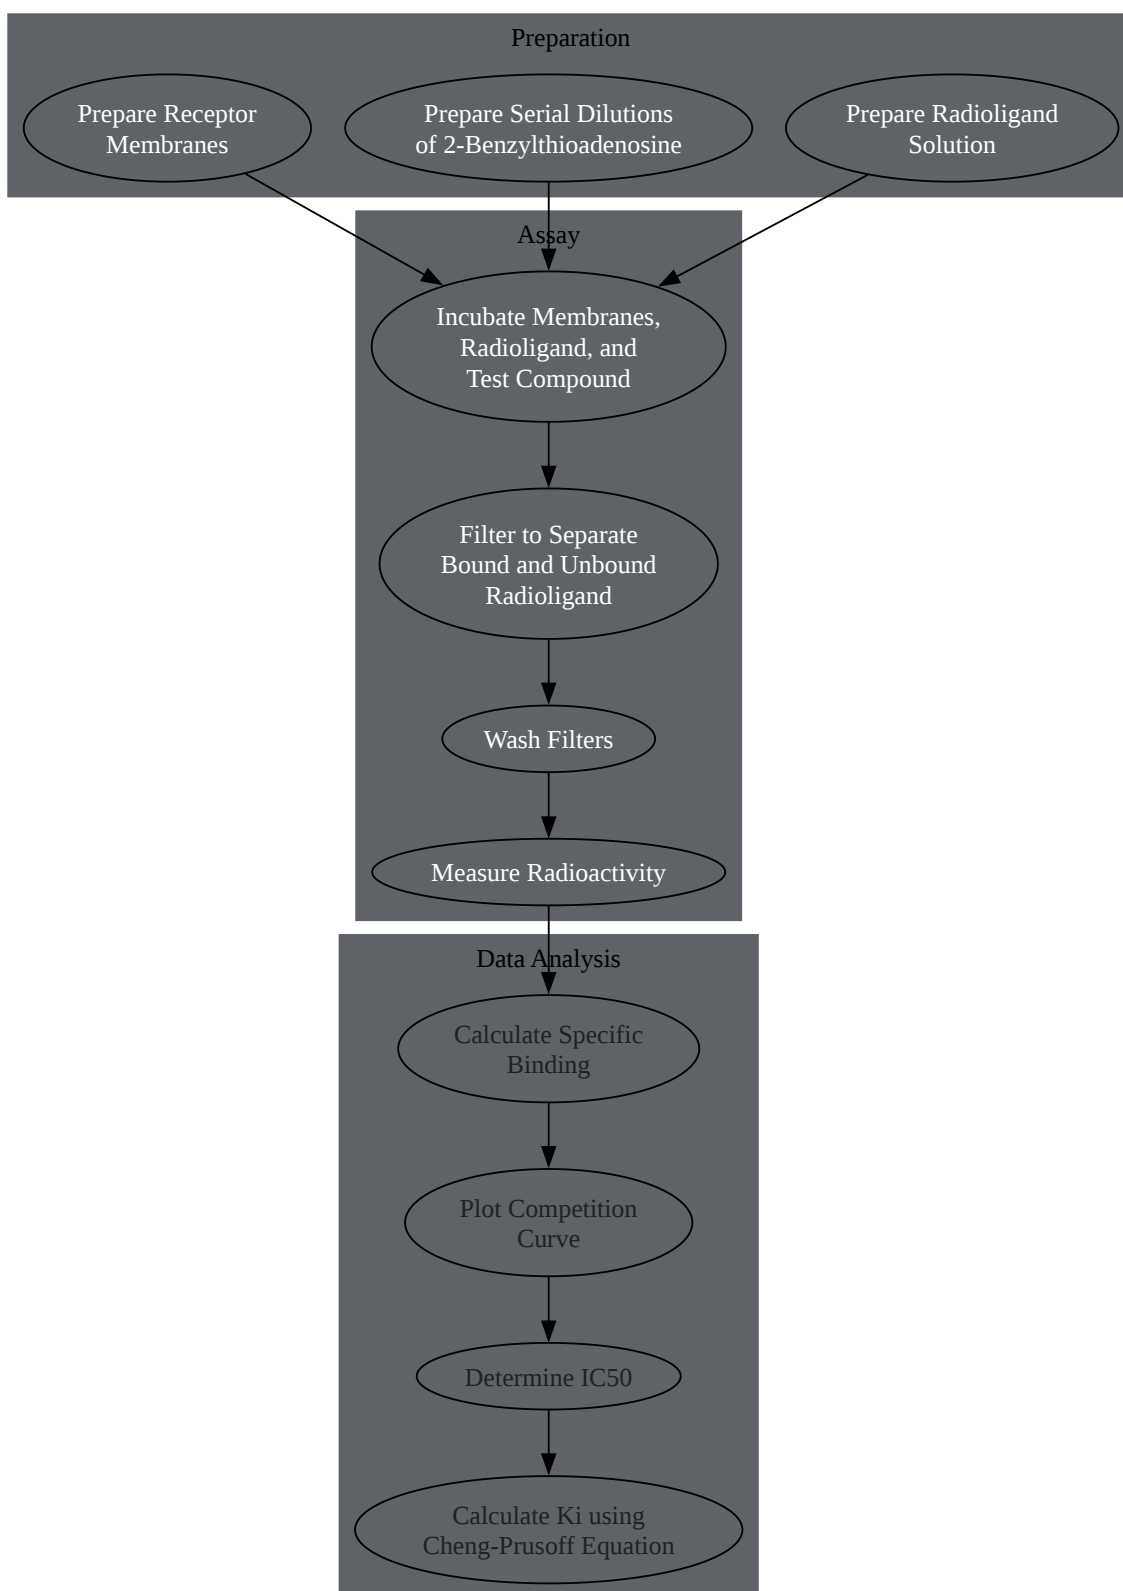 Preparation
Prepare Receptor
Membranes
Prepare Serial Dilutions
of 2-Benzylthioadenosine
Prepare Radioligand
Solution
Assay
Incubate Membranes,
Radioligand, and
Test Compound
Filter to Separate
Bound and Unbound
Radioligand
Wash Filters
Measure Radioactivity
Data Analysis
Calculate Specific
Binding
Plot Competition
Curve
Determine IC50
Calculate Ki using
Cheng-Prusoff Equation